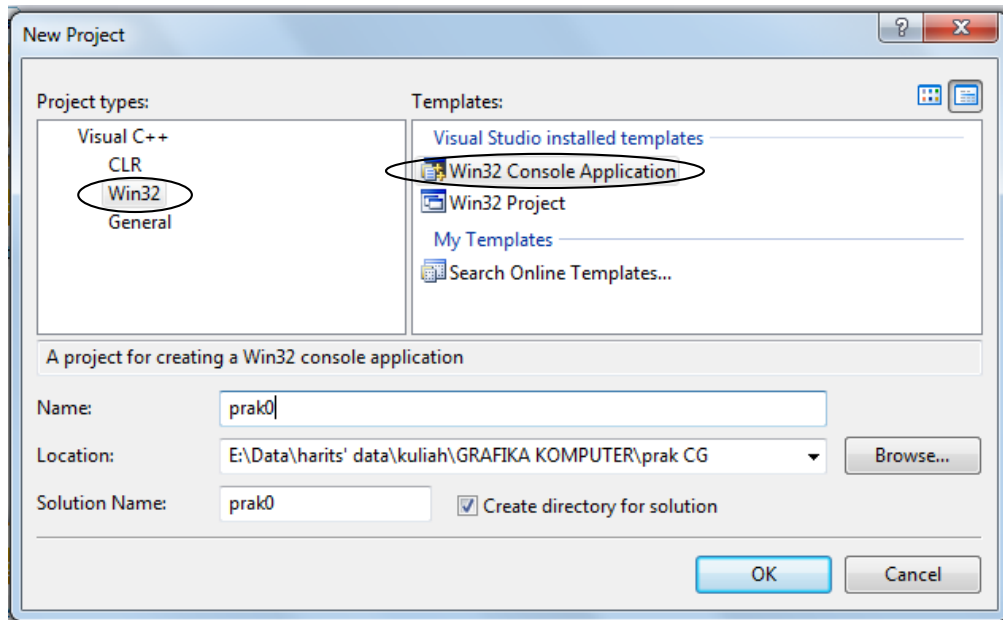 New Project
Project types:
Templates:
Visual C++
CLR
Win32
General
Visual Studio installed templates
Win32 Console Application
Win32 Project
My Templates
Search Online Templates...
A project for creating a Win32 console application
Name: prak0
Location: E:\Data\harits' data\kuliah\GRAFIKA KOMPUTER\prak CG Browse...
Solution Name: prak0 Create directory for solution
OK Cancel